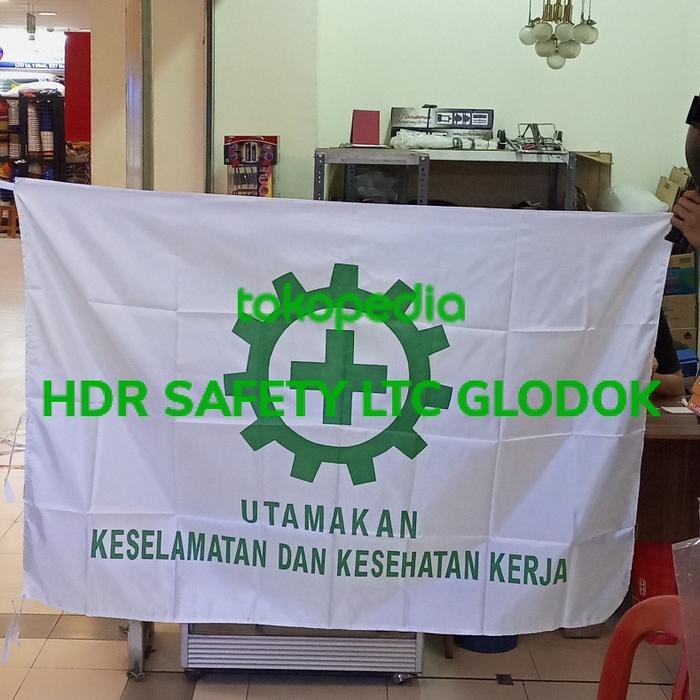 tokopedia
HDR SAFETY LTC GLODOK
UTAMAKAN
KESELAMATAN DAN KESEHATAN KERJA